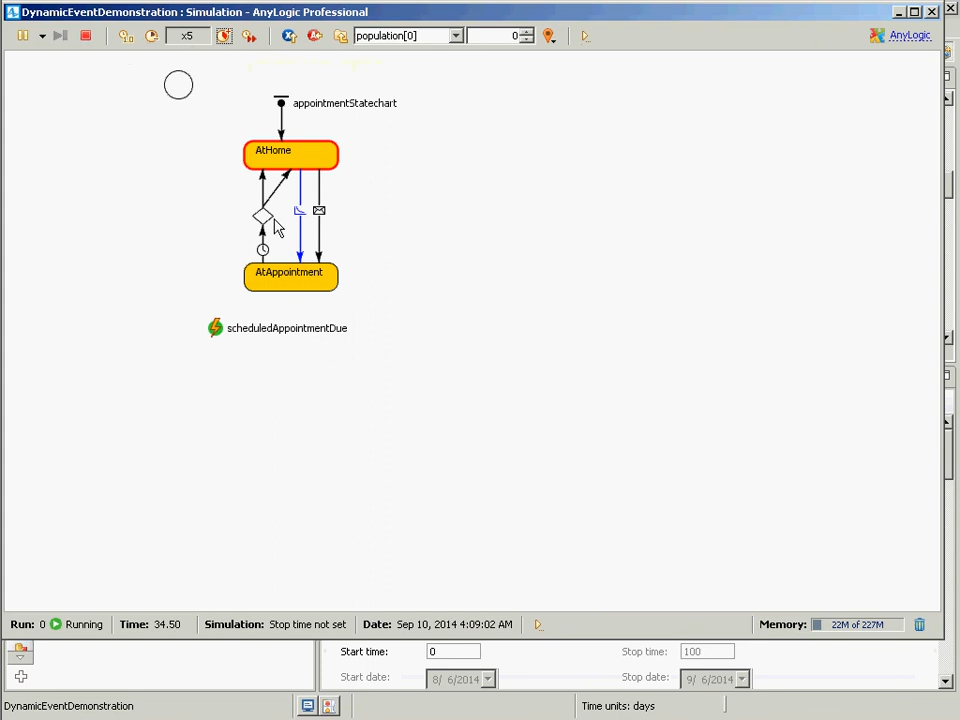 DynamicEventDemonstration : Simulation - AnyLogic Professional
x5
population[0]
0
AnyLogic
appointmentStatechart
AtHome
AtAppointment
scheduledAppointmentDue
Run: 0 Running
Time: 34.50
Simulation: Stop time not set
Date: Sep 10, 2014 4:09:02 AM
Memory: 22M of 227M
Start time: 0
Stop time: 100
Start date: 8/ 6/2014
Stop date: 9/ 6/2014
DynamicEventDemonstration
Time units: days